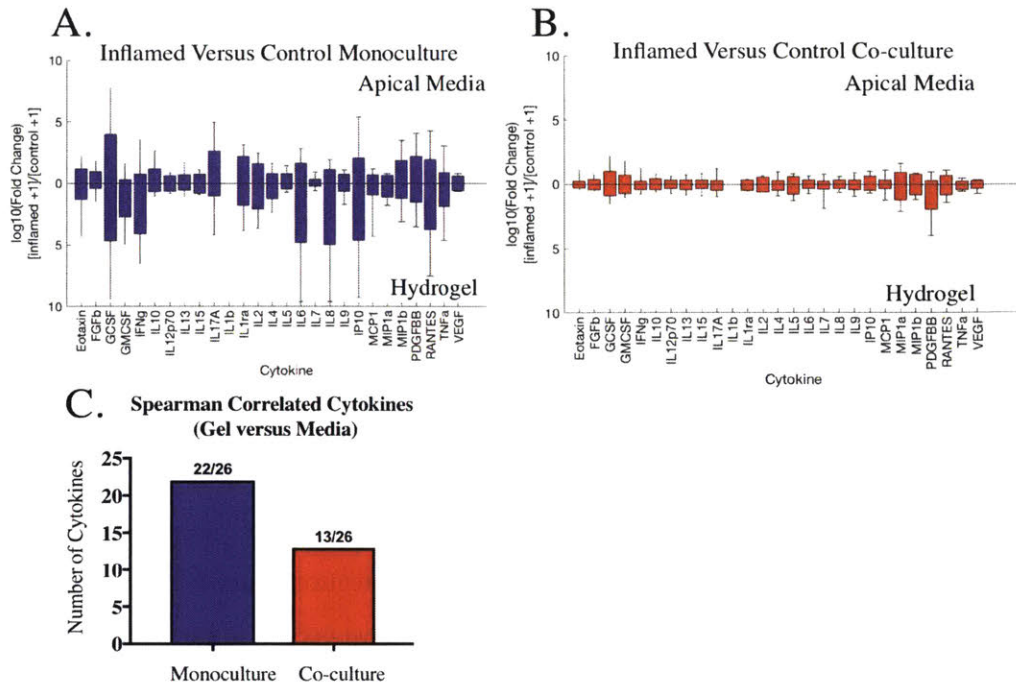 A.
Inflamed Versus Control Monoculture
Apical Media
Hydrogel
log10(Fold Change)
[inflamed +1]/[control +1]
10
5
0
5
10
Eotaxin
FGFb
GCSF
GMCSF
IFNg
IL10
IL12p70
IL13
IL15
IL17A
IL1b
IL1ra
IL2
IL4
IL5
IL6
IL7
IL8
IL9
IP10
MCP1
MIP1a
MIP1b
PDGFBB
RANTES
TNFa
VEGF
Cytokine
B.
Inflamed Versus Control Co-culture
Apical Media
Hydrogel
log10(Fold Change)
[inflamed +1]/[control +1]
10
5
0
5
10
Eotaxin
FGFb
GCSF
GMCSF
IFNg
IL10
IL12p70
IL13
IL15
IL17A
IL1b
IL1ra
IL2
IL4
IL5
IL6
IL7
IL8
IL9
IP10
MCP1
MIP1a
MIP1b
PDGFBB
RANTES
TNFa
VEGF
Cytokine
C.
Spearman Correlated Cytokines
(Gel versus Media)
Number of Cytokines
25
20
15
10
5
0
22/26
13/26
Monoculture
Co-culture